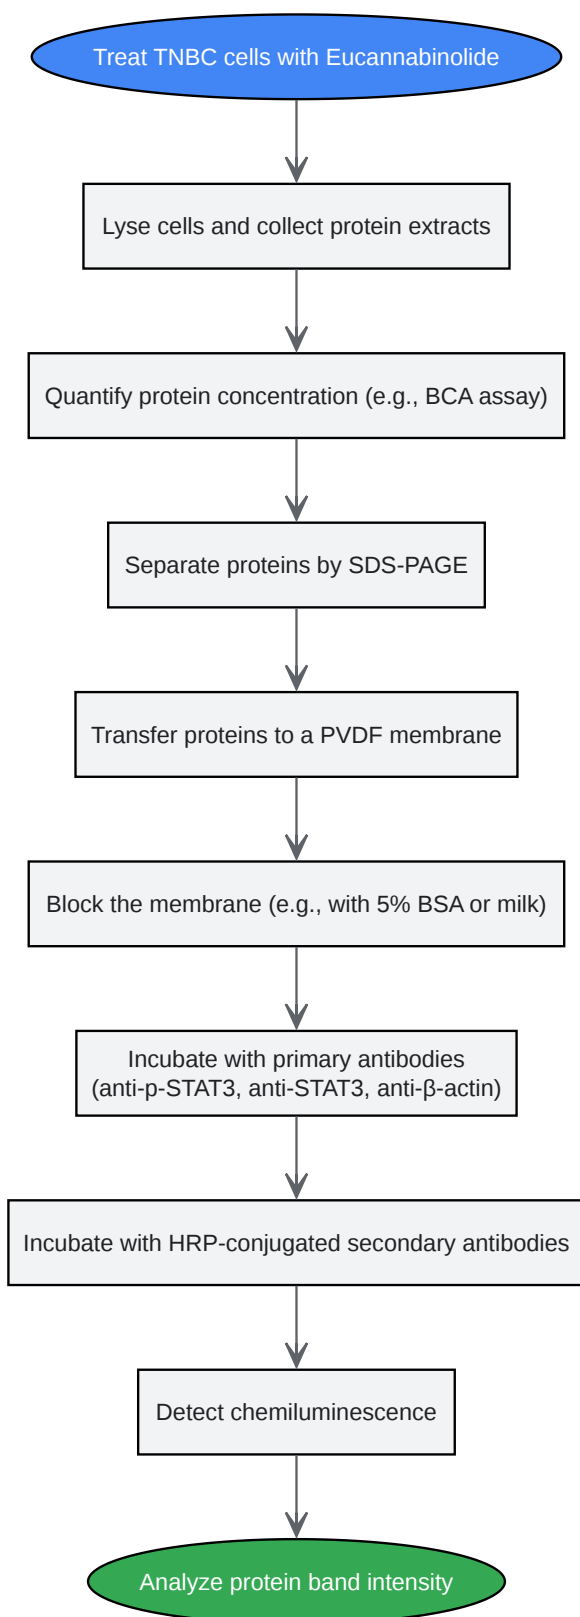 Treat TNBC cells with Eucannabinolide
Lyse cells and collect protein extracts
Quantify protein concentration (e.g., BCA assay)
Separate proteins by SDS-PAGE
Transfer proteins to a PVDF membrane
Block the membrane (e.g., with 5% BSA or milk)
Incubate with primary antibodies
(anti-p-STAT3, anti-STAT3, anti-β-actin)
Incubate with HRP-conjugated secondary antibodies
Detect chemiluminescence
Analyze protein band intensity